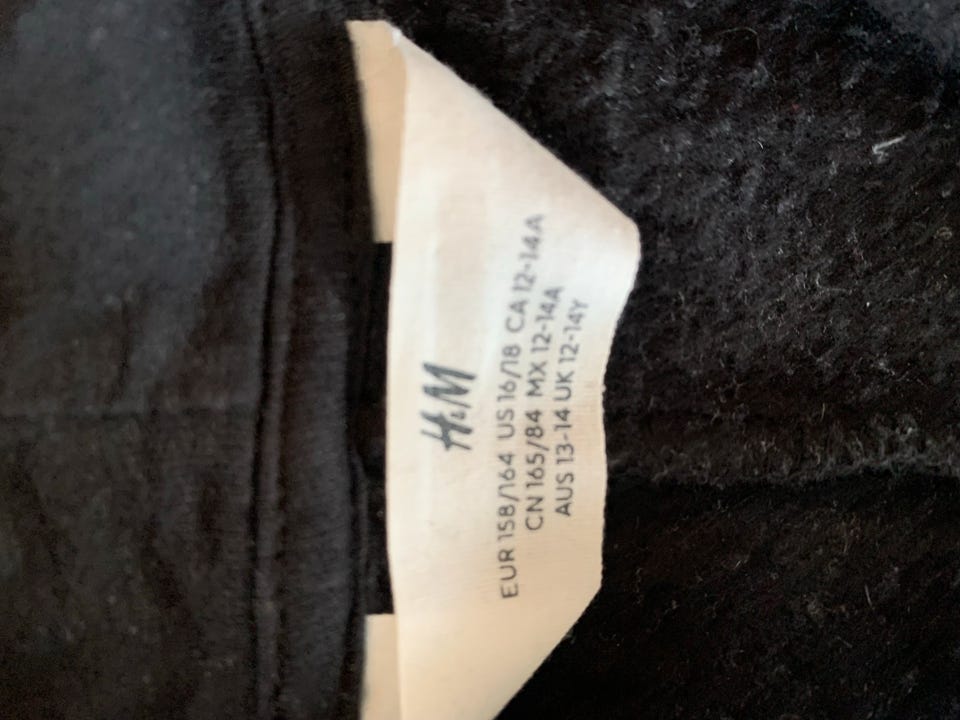 H&M
EUR 158/164 US 16/18 CA 12-14A
CN 165/84 MX 12-14A
AUS 13-14 UK 12-14Y